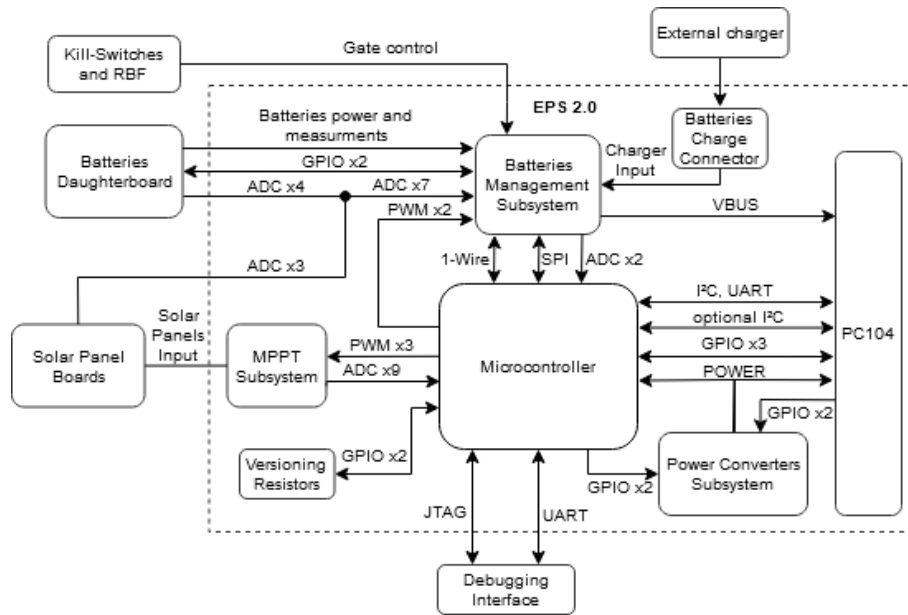 External charger
Kill-Switches
and RBF
Gate control
EPS 2.0
Batteries power and
measurments
Batteries
Charge
Connector
Batteries
Daughterboard
GPIO x2
Batteries
Management
Subsystem
Charger
Input
ADC x4
ADC x7
PWM x2
VBUS
1-Wire
SPI
ADC x2
ADC x3
I²C, UART
Solar
Panels
Input
optional I²C
Solar Panel
Boards
MPPT
Subsystem
PWM x3
ADC x9
Microcontroller
GPIO x3
PC104
POWER
GPIO x2
Versioning
Resistors
GPIO x2
GPIO x2
Power Converters
Subsystem
JTAG
UART
Debugging
Interface